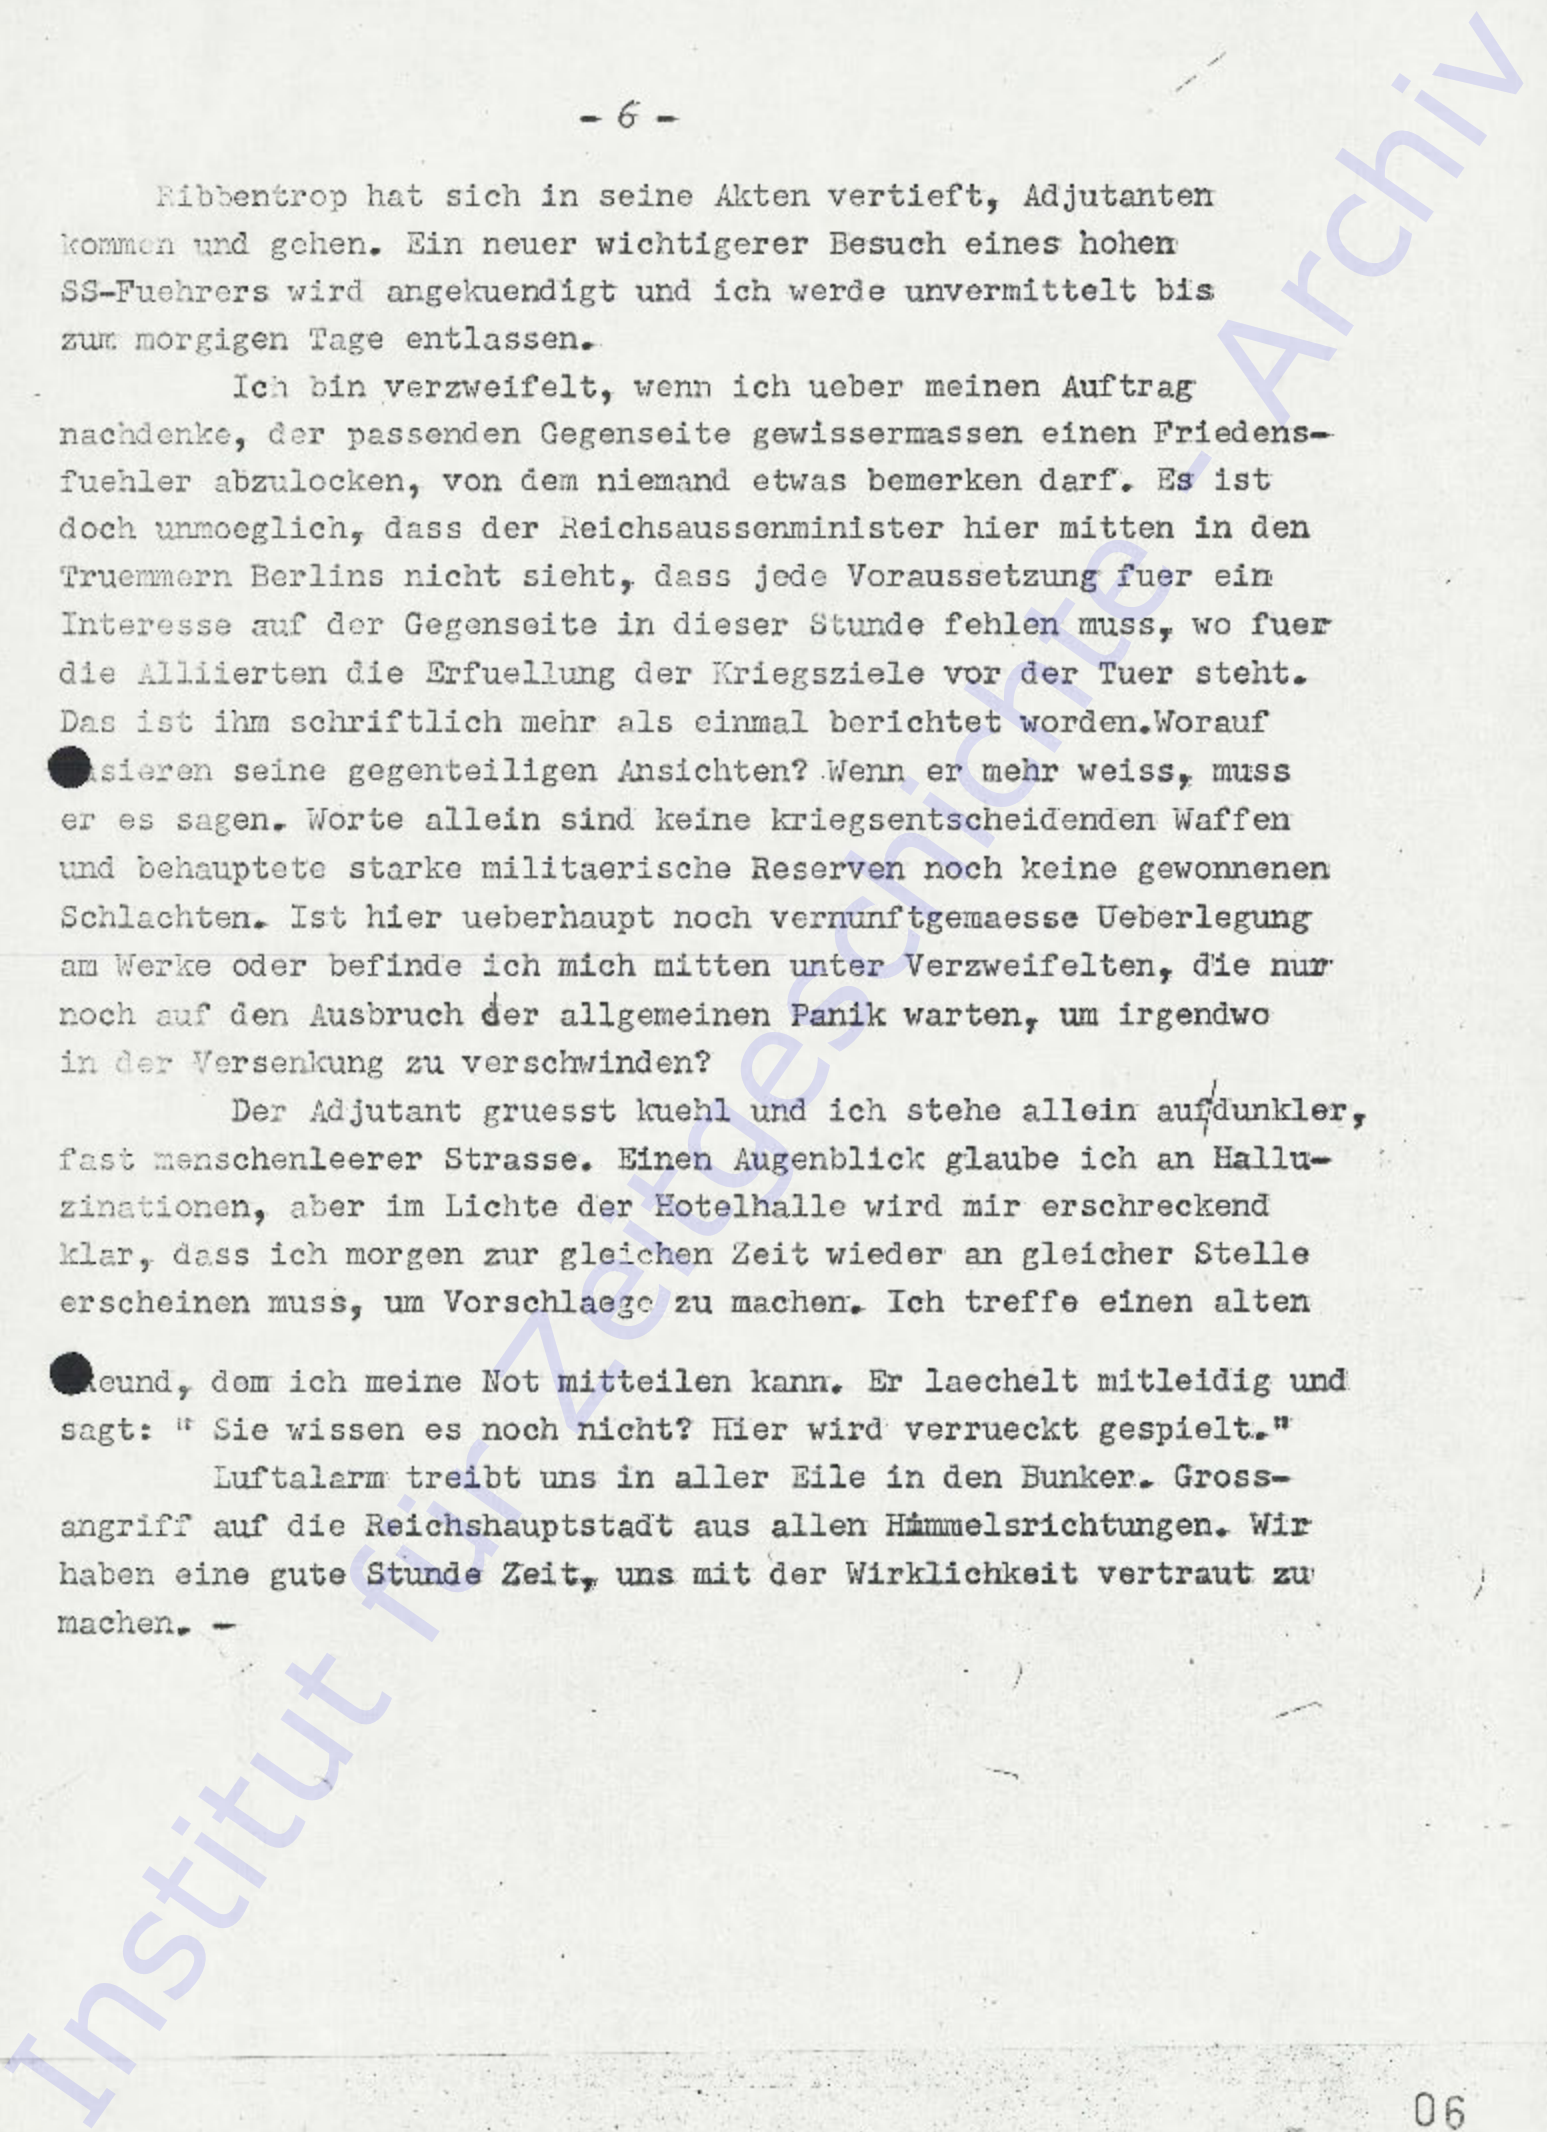 - 6 -
Ribbentrop hat sich in seine Akten vertieft, Adjutanten
kommen und gehen. Ein neuer wichtigerer Besuch eines hohen
SS-Fuehrers wird angekuendigt und ich werde unvermittelt bis
zum morgigen Tage entlassen.
Ich bin verzweifelt, wenn ich ueber meinen Auftrag
nachdenke, der passenden Gegenseite gewissermassen einen Friedens-
fuehler abzulocken, von dem niemand etwas bemerken darf. Es ist
doch unmoeglich, dass der Reichsaussenminister hier mitten in den
Truemmern Berlins nicht sieht, dass jede Voraussetzung fuer ein
Interesse auf der Gegenseite in dieser Stunde fehlen muss, wo fuer
die Alliierten die Erfuellung der Kriegsziele vor der Tuer steht.
Das ist ihm schriftlich mehr als einmal berichtet worden.Worauf
sieren seine gegenteiligen Ansichten? Wenn er mehr weiss, muss
er es sagen. Worte allein sind keine kriegsentscheidenden Waffen
und behauptete starke militaerische Reserven noch keine gewonnenen
Schlachten. Ist hier ueberhaupt noch vernunftgemaesse Ueberlegung
am Werke oder befinde ich mich mitten unter Verzweifelten, die nur
noch auf den Ausbruch der allgemeinen Panik warten, um irgendwo
in der Versenkung zu verschwinden?
Der Adjutant gruesst kuehl und ich stehe allein auf dunkler,
fast menschenleerer Strasse. Einen Augenblick glaube ich an Hallu-
zinationen, aber im Lichte der Hotelhalle wird mir erschreckend
klar, dass ich morgen zur gleichen Zeit wieder an gleicher Stelle
erscheinen muss, um Vorschlaege zu machen. Ich treffe einen alten
eund, dem ich meine Not mitteilen kann. Er laechelt mitleidig und
sagt: " Sie wissen es noch nicht? Hier wird verrueckt gespielt."
Luftalarm treibt uns in aller Eile in den Bunker. Gross-
angriff auf die Reichshauptstadt aus allen Himmelsrichtungen. Wir
haben eine gute Stunde Zeit, uns mit der Wirklichkeit vertraut zu
machen. -
Institut für Zeitgeschichte - Archiv
06